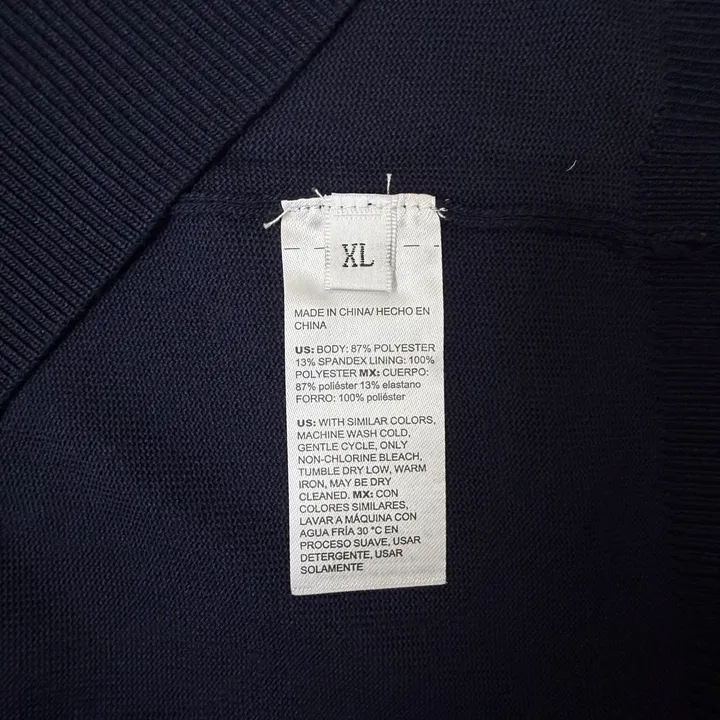 XL
MADE IN CHINA/ HECHO EN
CHINA
US: BODY: 87% POLYESTER
13% SPANDEX LINING: 100%
POLYESTER MX: CUERPO:
87% poliéster 13% elastano
FORRO: 100% poliéster
US: WITH SIMILAR COLORS,
MACHINE WASH COLD,
GENTLE CYCLE, ONLY
NON-CHLORINE BLEACH,
TUMBLE DRY LOW, WARM
IRON, MAY BE DRY
CLEANED. MX: CON
COLORES SIMILARES,
LAVAR A MÁQUINA CON
AGUA FRÍA 30 °C EN
PROCESO SUAVE, USAR
DETERGENTE, USAR
SOLAMENTE